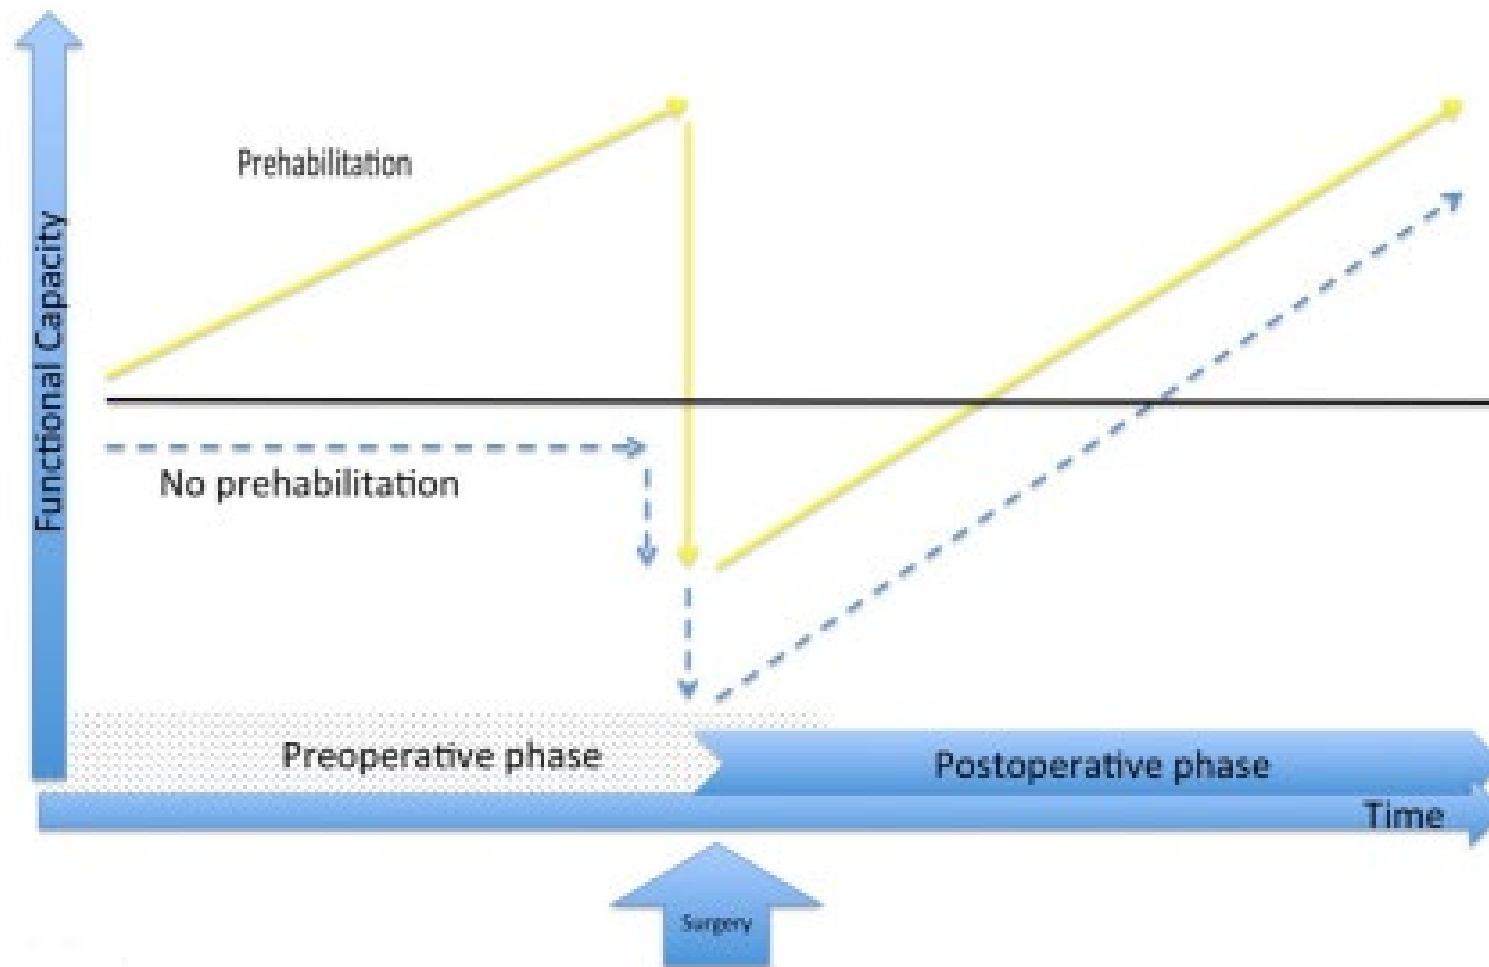 Functional Capacity
Prehabilitation
No prehabilitation
Preoperative phase
Postoperative phase
Time
Surgery